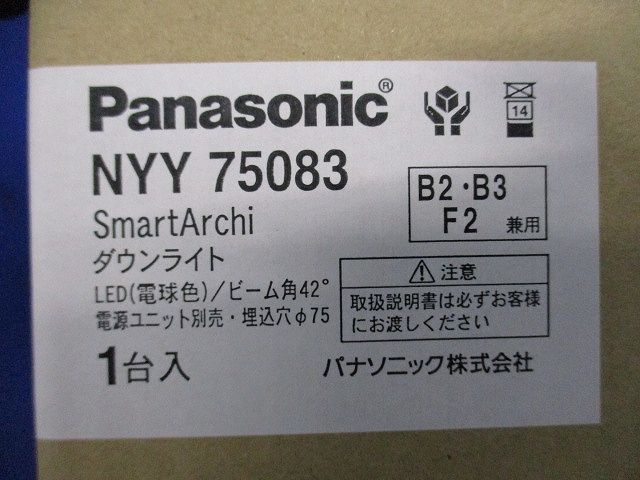 Panasonic®
14
NYY 75083
B2・B3
F2 兼用
SmartArchi
ダウンライト
LED(電球色)/ビーム角42°
電源ユニット別売・埋込穴φ75
注意
取扱説明書は必ずお客様
にお渡しください
1台入
パナソニック株式会社